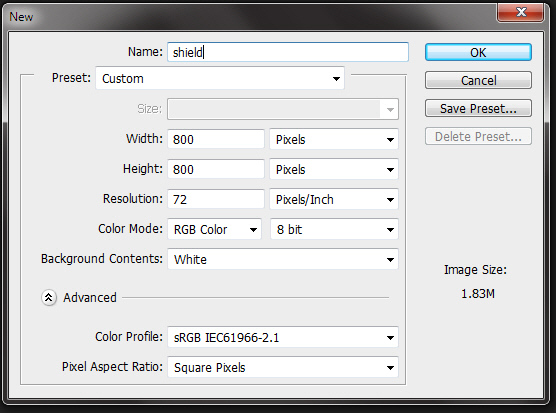 New
Name: shield
OK
Preset: Custom
Cancel
Size:
Save Preset...
Width: 800 Pixels
Delete Preset...
Height: 800 Pixels
Resolution: 72 Pixels/Inch
Color Mode: RGB Color 8 bit
Background Contents: White
Image Size:
1.83M
Advanced
Color Profile: sRGB IEC61966-2.1
Pixel Aspect Ratio: Square Pixels